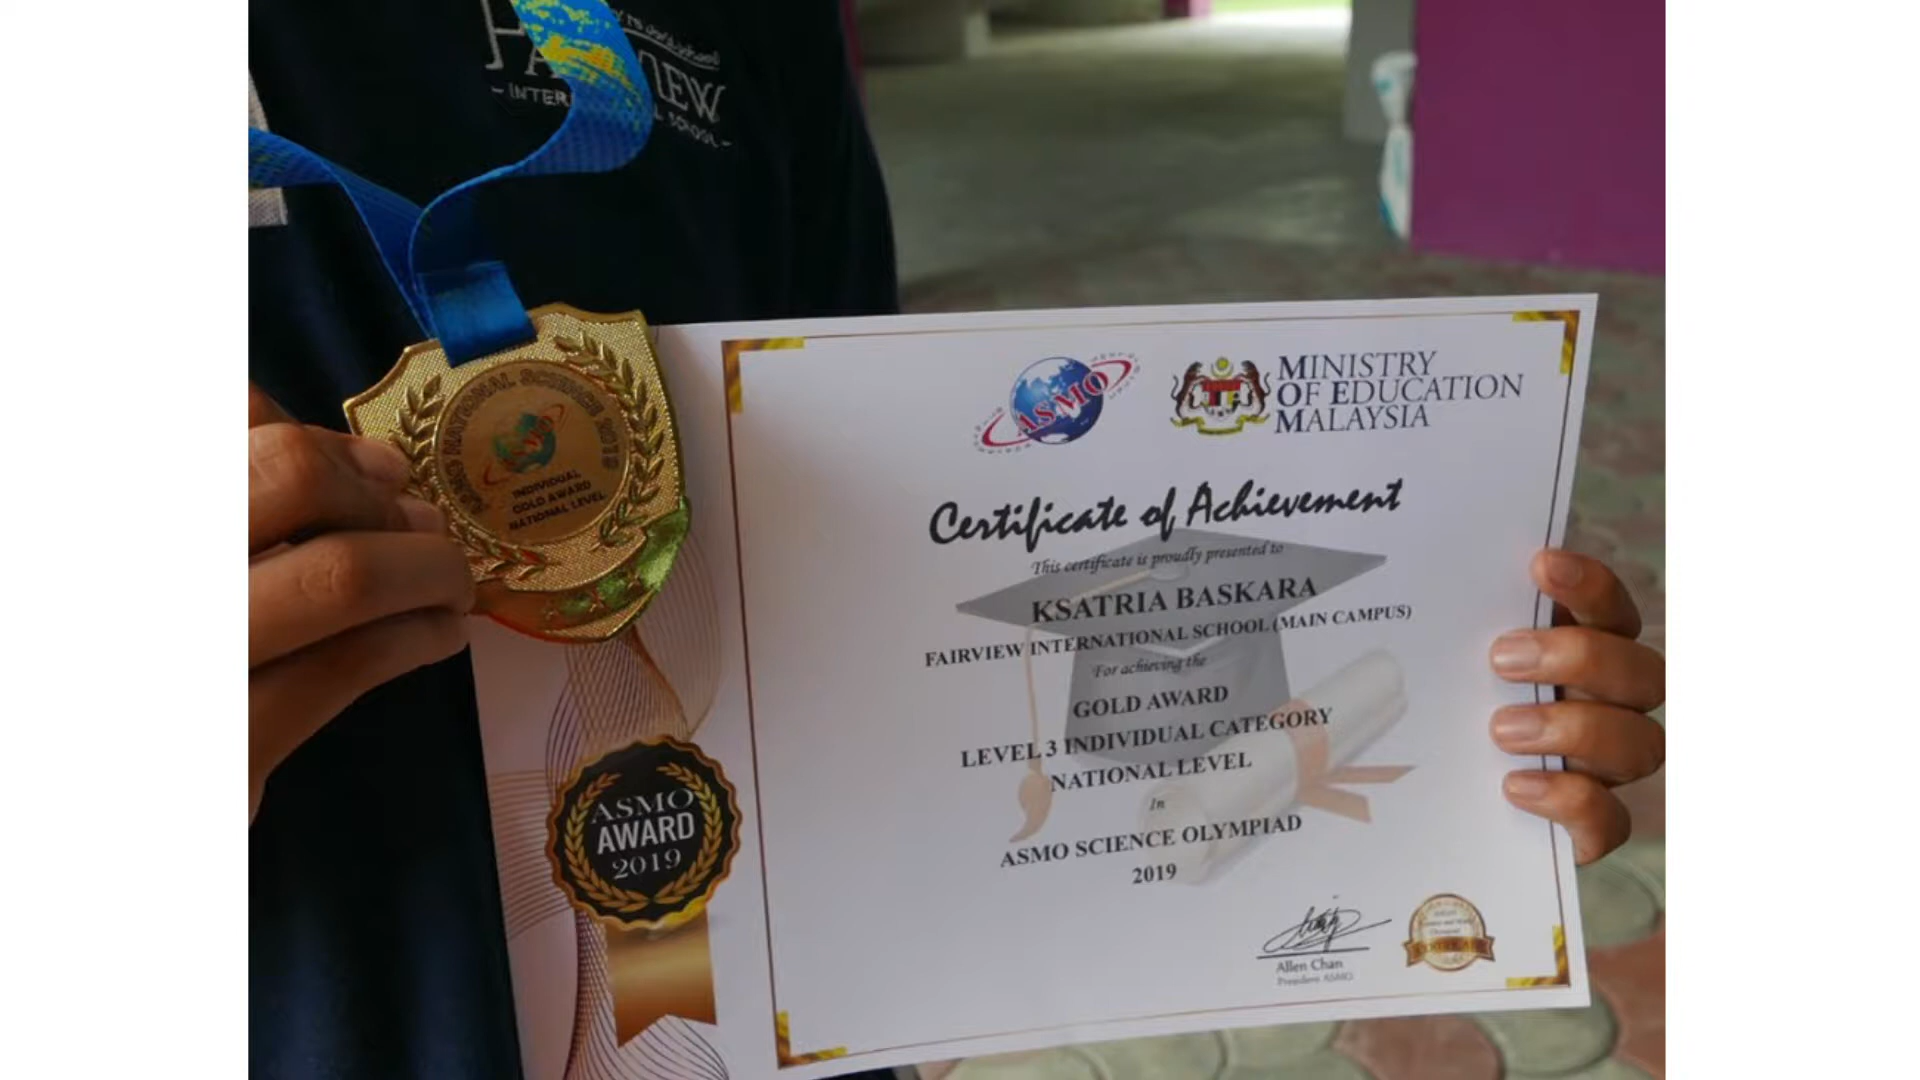 - INTER
SCHOOL -
ASMO NATIONAL SCIENCE 2019
INDIVIDUAL
GOLD AWARD
NATIONAL LEVEL
ASMO
MINISTRY
OF EDUCATION
MALAYSIA
Certificate of Achievement
This certificate is proudly presented to
KSATRIA BASKARA
FAIRVIEW INTERNATIONAL SCHOOL (MAIN CAMPUS)
For achieving the
GOLD AWARD
LEVEL 3 INDIVIDUAL CATEGORY
NATIONAL LEVEL
In
ASMO SCIENCE OLYMPIAD
2019
ASMO
AWARD
2019
Allen Chan
President ASMO